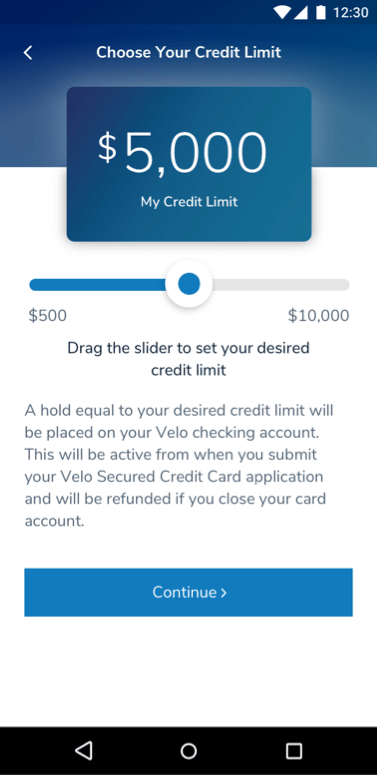 12:30
Choose Your Credit Limit
$5,000
My Credit Limit
$500 $10,000
Drag the slider to set your desired
credit limit
A hold equal to your desired credit limit will
be placed on your Velo checking account.
This will be active from when you submit
your Velo Secured Credit Card application
and will be refunded if you close your card
account.
Continue >